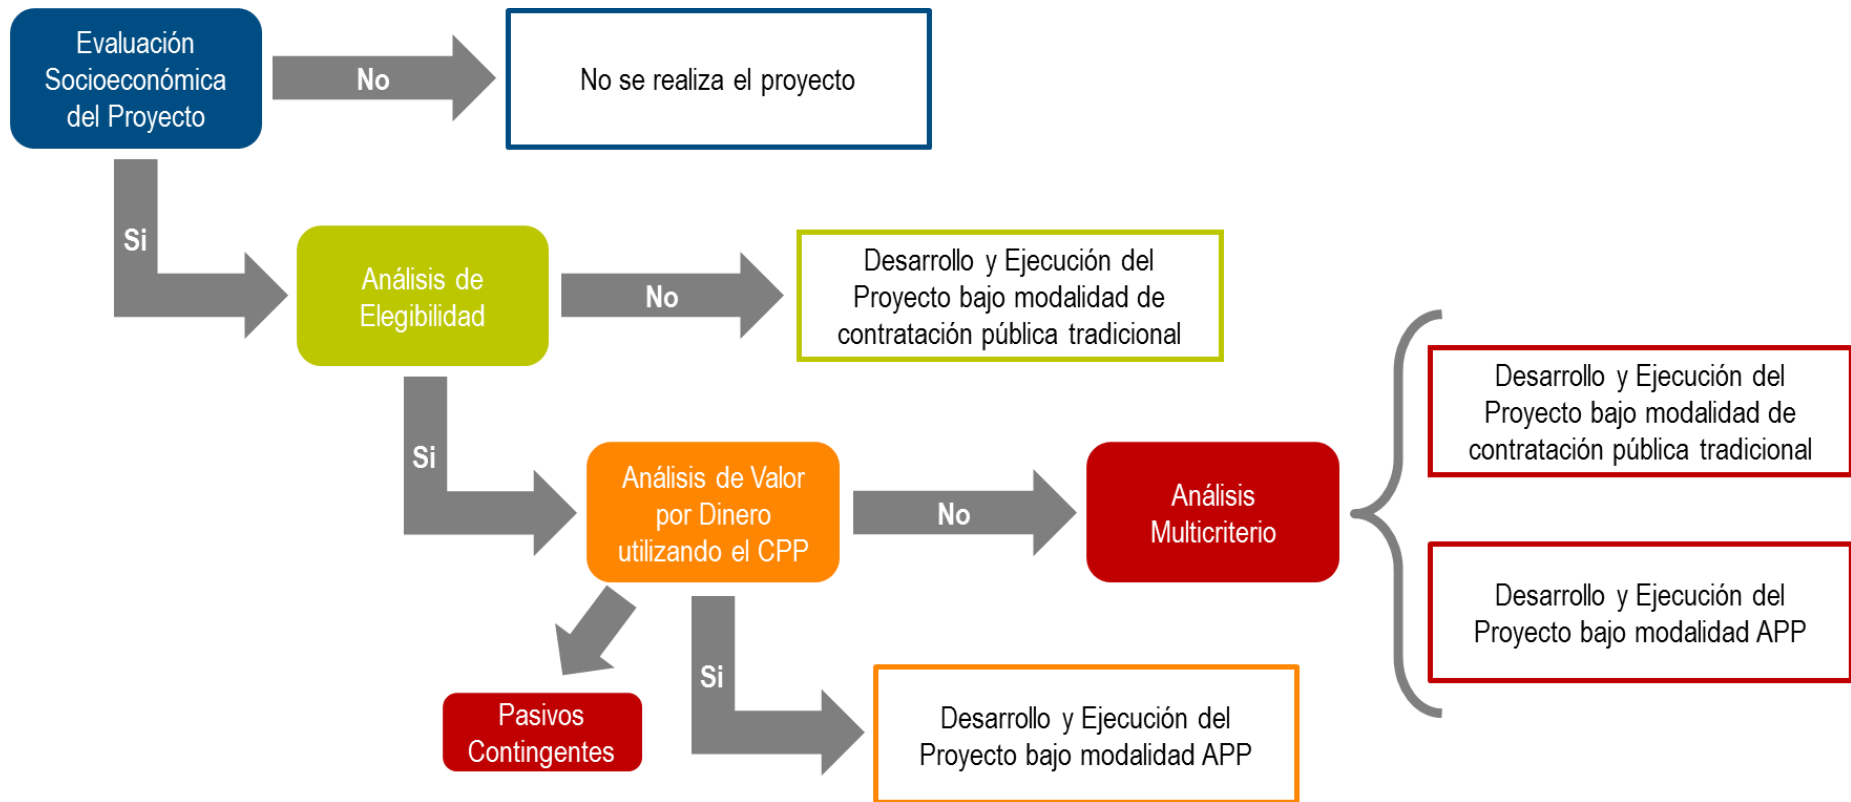 Evaluación
Socioeconómica
del Proyecto
No
No se realiza el proyecto
Si
Análisis de
Elegibilidad
No
Desarrollo y Ejecución del
Proyecto bajo modalidad de
contratación pública tradicional
Si
Análisis de Valor
por Dinero
utilizando el CPP
No
Análisis
Multicriterio
Desarrollo y Ejecución del
Proyecto bajo modalidad de
contratación pública tradicional
Desarrollo y Ejecución del
Proyecto bajo modalidad APP
Pasivos
Contingentes
Si
Desarrollo y Ejecución del
Proyecto bajo modalidad APP